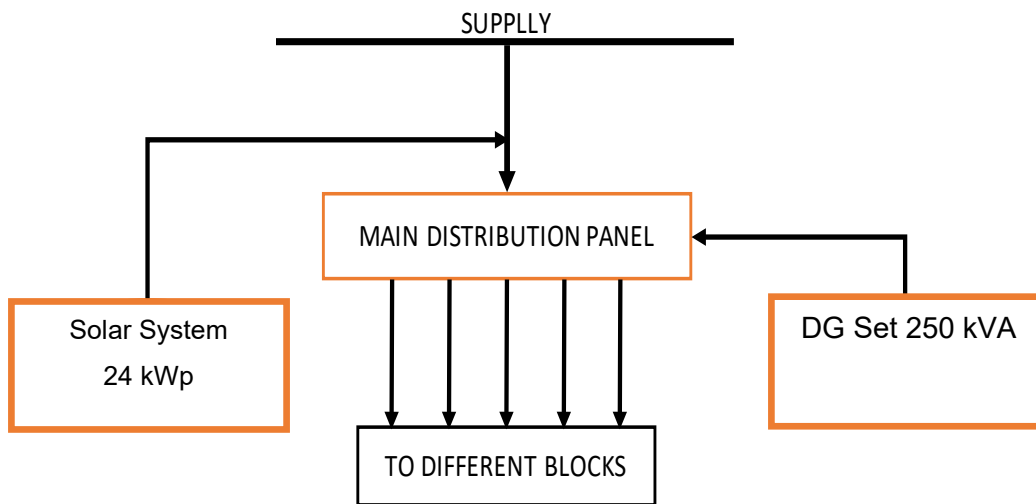 SUPPLLY
MAIN DISTRIBUTION PANEL
Solar System
24 kWp
DG Set 250 kVA
TO DIFFERENT BLOCKS